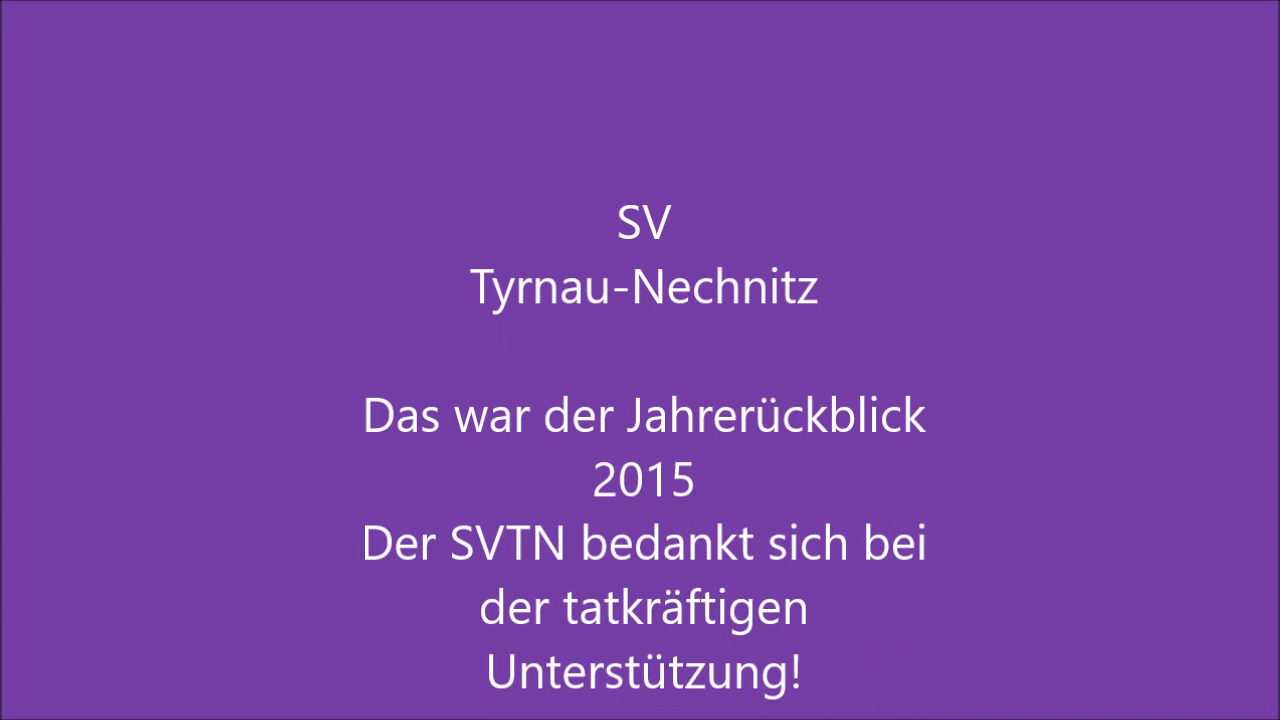 SV
Tyrnau-Nechnitz
Das war der Jahrerückblick
2015
Der SVTN bedankt sich bei
der tatkräftigen
Unterstützung!